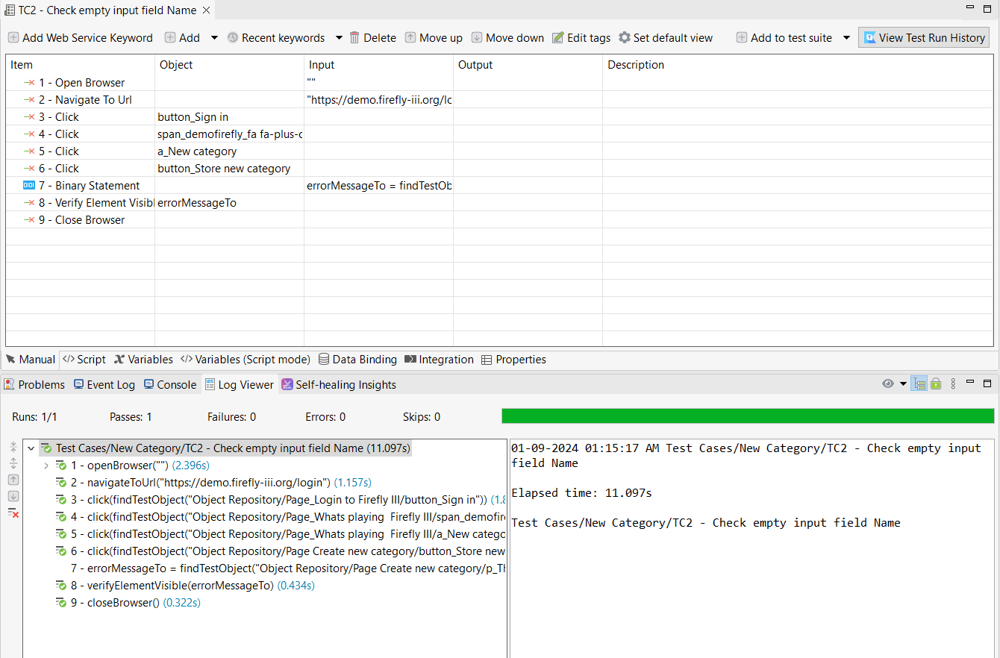 TC2 - Check empty input field Name
Add Web Service Keyword Add Recent keywords Delete Move up Move down Edit tags Set default view Add to test suite View Test Run History
Item Object Input Output Description
1 - Open Browser ""
2 - Navigate To Url "https://demo.firefly-iii.org/lo
3 - Click button_Sign in
4 - Click span_demofirefly_fa fa-plus-c
5 - Click a_New category
6 - Click button_Store new category
7 - Binary Statement errorMessageTo = findTestOb
8 - Verify Element Visibl errorMessageTo
9 - Close Browser
Manual </> Script Variables </> Variables (Script mode) Data Binding Integration Properties
Problems Event Log Console Log Viewer Self-healing Insights
Runs: 1/1 Passes: 1 Failures: 0 Errors: 0 Skips: 0
Test Cases/New Category/TC2 - Check empty input field Name (11.097s)
1 - openBrowser("") (2.396s)
2 - navigateToUrl("https://demo.firefly-iii.org/login") (1.157s)
3 - click(findTestObject("Object Repository/Page_Login to Firefly III/button_Sign in")) (1.8
4 - click(findTestObject("Object Repository/Page_Whats playing  Firefly III/span_demofire
5 - click(findTestObject("Object Repository/Page_Whats playing  Firefly III/a_New catego
6 - click(findTestObject("Object Repository/Page Create new category/button_Store new
7 - errorMessageTo = findTestObject("Object Repository/Page Create new category/p_Th
8 - verifyElementVisible(errorMessageTo) (0.434s)
9 - closeBrowser() (0.322s)
01-09-2024 01:15:17 AM Test Cases/New Category/TC2 - Check empty input
field Name
Elapsed time: 11.097s
Test Cases/New Category/TC2 - Check empty input field Name